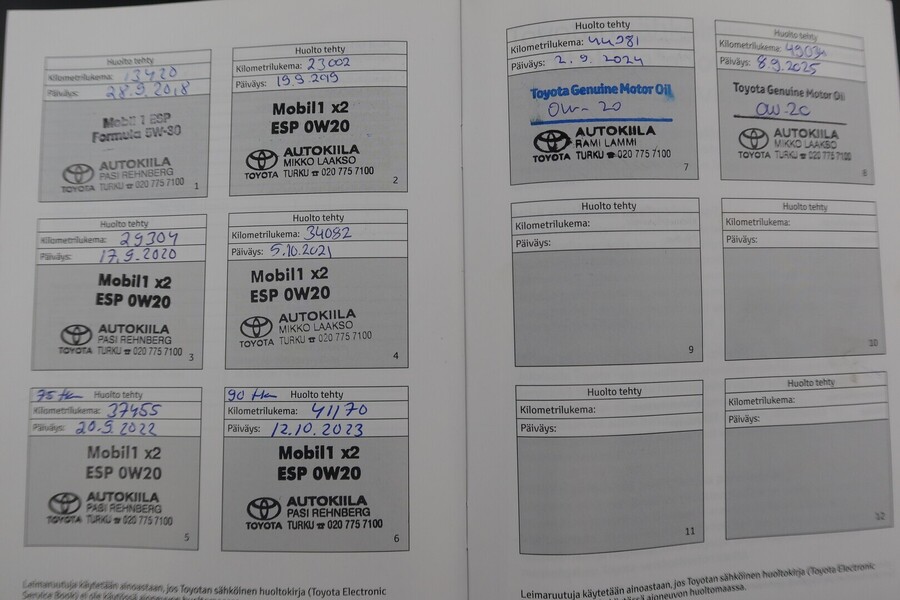 Huolto tehty
Kilometrilukema: 13420
Päiväys: 28.9.2018
Mobil 1 ESP
Formula 5W-30
AUTOKIILA
PASI REHNBERG
TOYOTA TURKU ☎ 020 775 7100
1
Huolto tehty
Kilometrilukema: 23002
Päiväys: 19.9.2019
Mobil1 x2
ESP 0W20
AUTOKIILA
MIKKO LAAKSO
TOYOTA TURKU ☎ 020 775 7100
2
Huolto tehty
Kilometrilukema: 29304
Päiväys: 17.9.2020
Mobil1 x2
ESP 0W20
AUTOKIILA
PASI REHNBERG
TOYOTA TURKU ☎ 020 775 7100
3
Huolto tehty
Kilometrilukema: 34082
Päiväys: 5.10.2021
Mobil1 x2
ESP 0W20
AUTOKIILA
MIKKO LAAKSO
TOYOTA TURKU ☎ 020 775 7100
4
75 tkm Huolto tehty
Kilometrilukema: 37455
Päiväys: 20.9.2022
Mobil1 x2
ESP 0W20
AUTOKIILA
PASI REHNBERG
TOYOTA TURKU ☎ 020 775 7100
5
90 tkm Huolto tehty
Kilometrilukema: 41170
Päiväys: 12.10.2023
Mobil1 x2
ESP 0W20
AUTOKIILA
PASI REHNBERG
TOYOTA TURKU ☎ 020 775 7100
6
Leimaruutuja käytetään ainoastaan, jos Toyotan sähköinen huoltokirja (Toyota Electronic
Service Book) ei ole käytössä
Huolto tehty
Kilometrilukema: 44281
Päiväys: 2.9.2024
Toyota Genuine Motor Oil
0W-20
AUTOKIILA
RAMI LAMMI
TOYOTA TURKU ☎ 020 775 7100
7
Huolto tehty
Kilometrilukema:
Päiväys: 8.9.2025
Toyota Genuine Motor Oil
0W-20
AUTOKIILA
MIKKO LAAKSO
TOYOTA TURKU ☎ 020 775 7100
8
Huolto tehty
Kilometrilukema:
Päiväys:
9
Huolto tehty
Kilometrilukema:
Päiväys:
10
Huolto tehty
Kilometrilukema:
Päiväys:
11
Huolto tehty
Kilometrilukema:
Päiväys:
12
Leimaruutuja käytetään ainoastaan, jos Toyotan sähköinen huoltokirja (Toyota Electronic
ajoneuvon huoltomaassa.